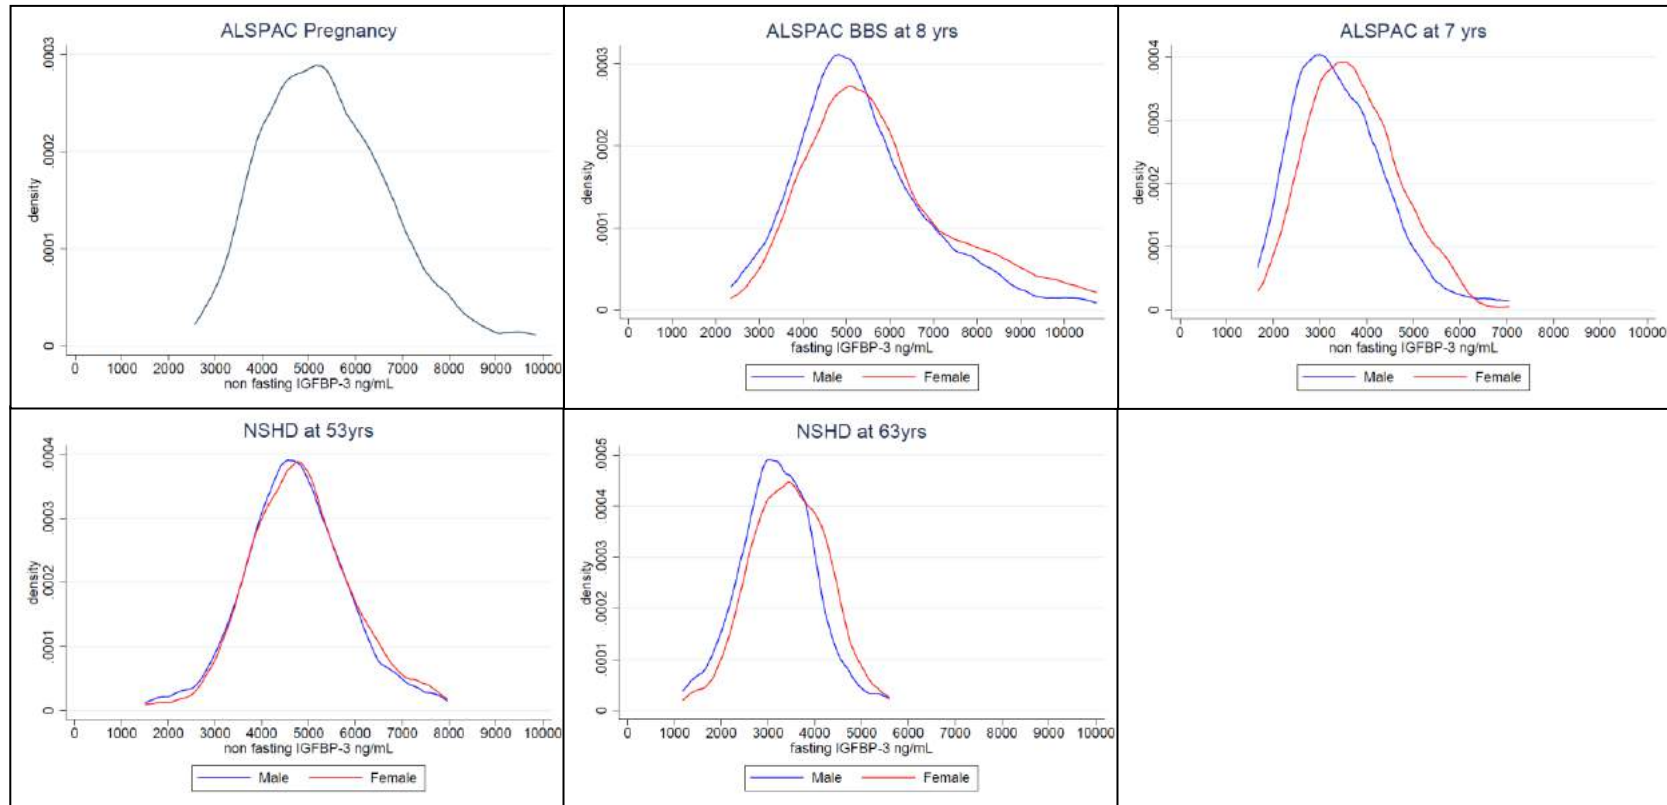 ALSPAC Pregnancy
density
0 .0001 .0002 .0003
0 1000 2000 3000 4000 5000 6000 7000 8000 9000 10000
non fasting IGFBP-3 ng/mL
ALSPAC BBS at 8 yrs
density
0 .0001 .0002 .0003
0 1000 2000 3000 4000 5000 6000 7000 8000 9000 10000
fasting IGFBP-3 ng/mL
Male Female
ALSPAC at 7 yrs
density
0 .0001 .0002 .0003 .0004
0 1000 2000 3000 4000 5000 6000 7000 8000 9000 10000
non fasting IGFBP-3 ng/mL
Male Female
NSHD at 53yrs
density
0 .0001 .0002 .0003 .0004
0 1000 2000 3000 4000 5000 6000 7000 8000 9000 10000
non fasting IGFBP-3 ng/mL
Male Female
NSHD at 63yrs
density
0 .0001 .0002 .0003 .0004 .0005
0 1000 2000 3000 4000 5000 6000 7000 8000 9000 10000
fasting IGFBP-3 ng/mL
Male Female